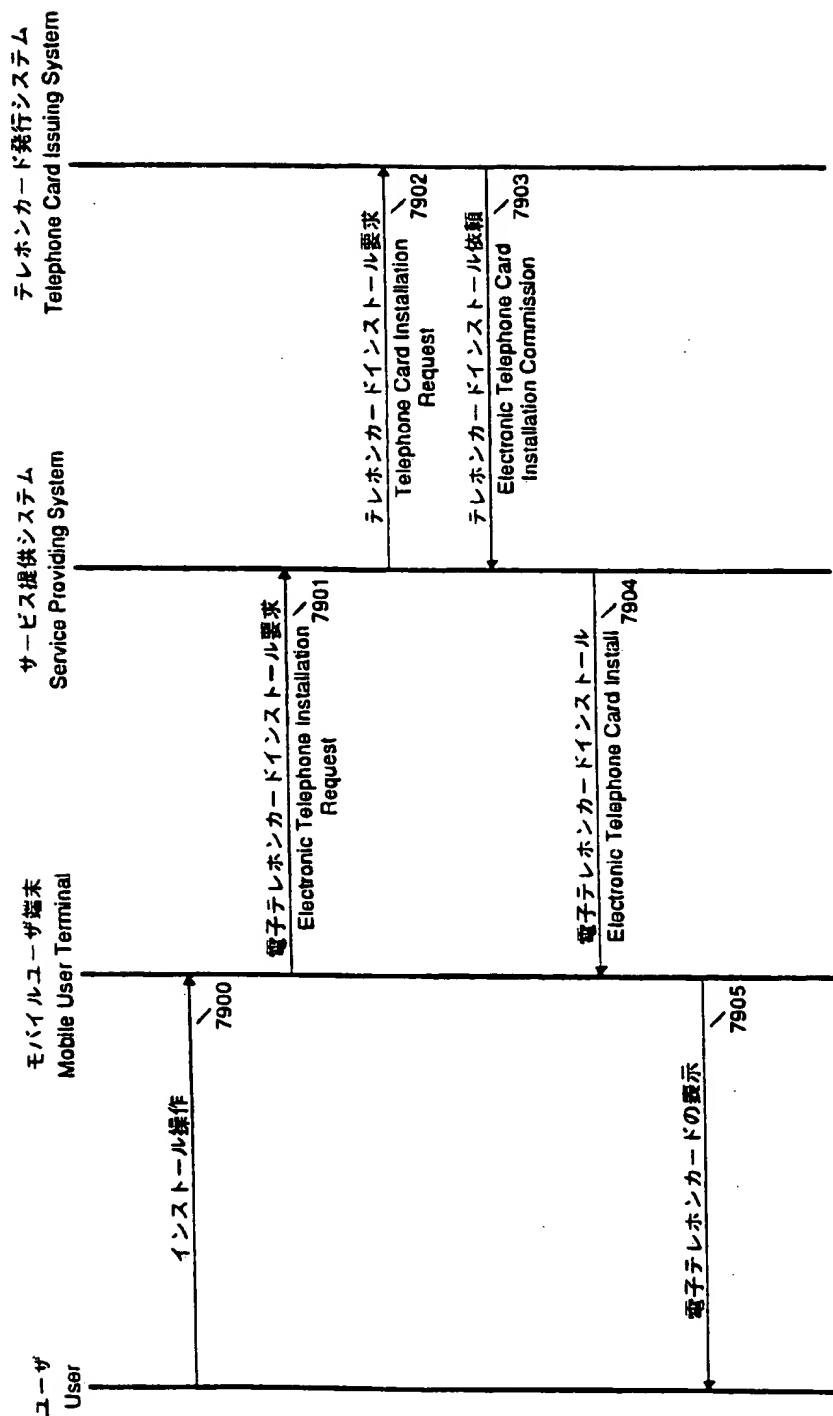 ユーザ
User
モバイルユーザ端末
Mobile User Terminal
サービス提供システム
Service Providing System
テレホンカード発行システム
Telephone Card Issuing System
インストール操作
7900
電子テレホンカードインストール要求
Electronic Telephone Installation
Request
7901
テレホンカードインストール要求
Telephone Card Installation
Request
7902
テレホンカードインストール依頼
Electronic Telephone Card
Installation Commission
7903
電子テレホンカードインストール
Electronic Telephone Card Install
7904
電子テレホンカードの表示
7905